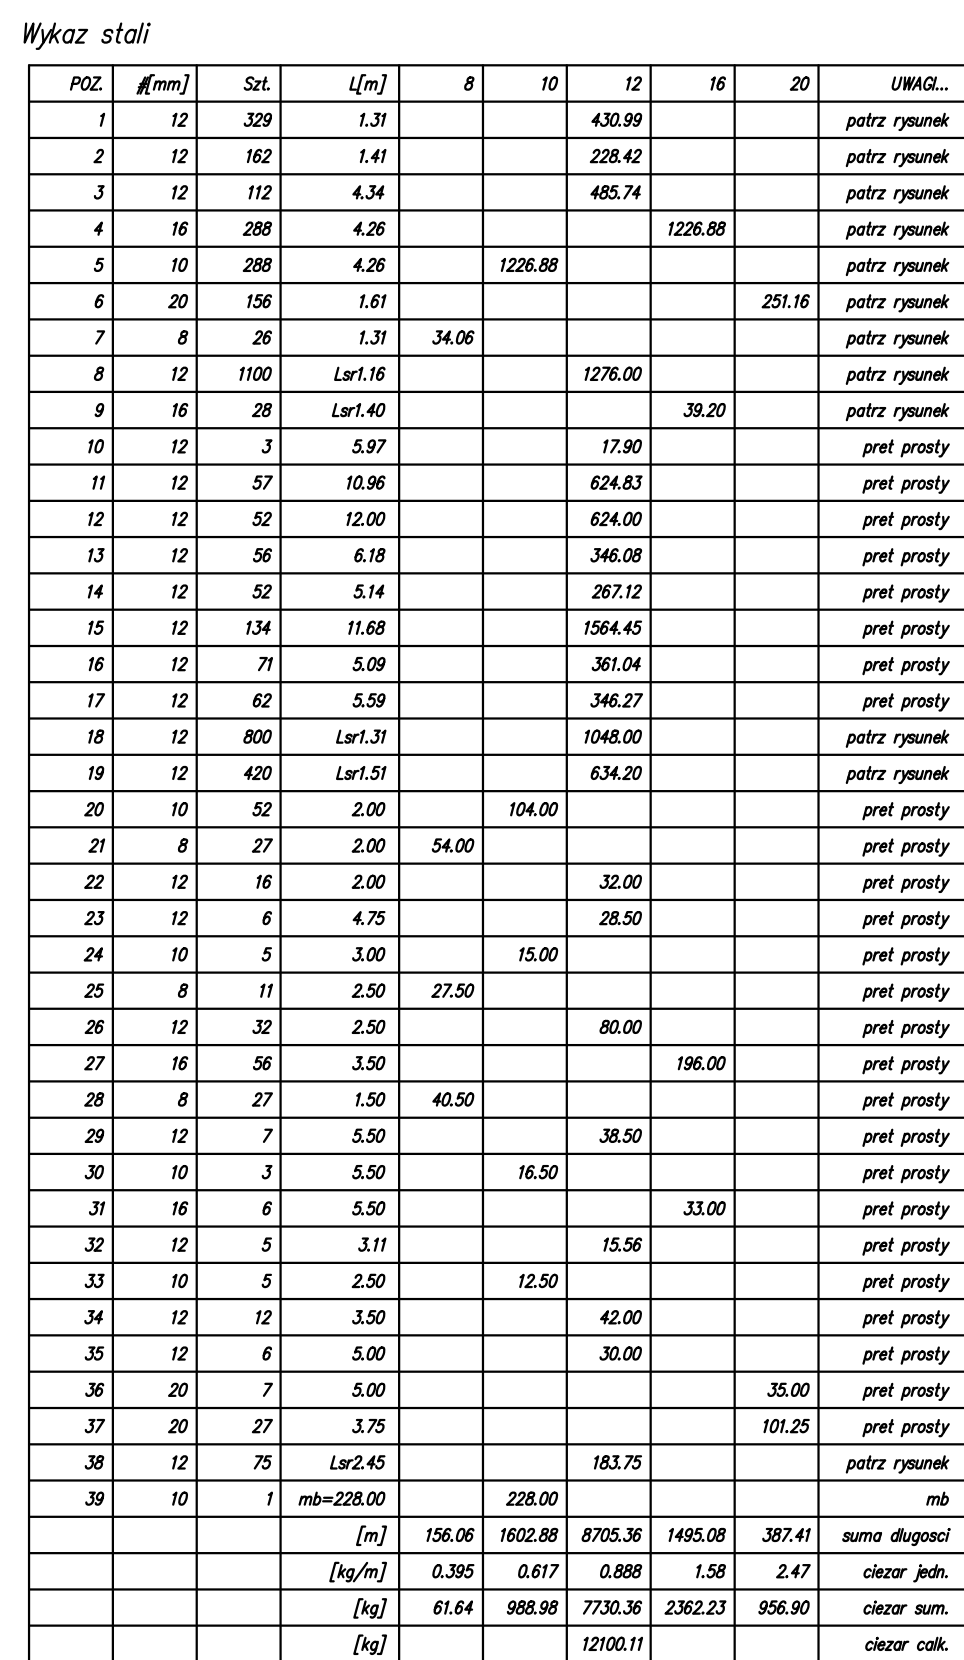 Wykaz stali
POZ. #[mm] Szt. L[m] 8 10 12 16 20 UWAGI...
1 12 329 1.31 430.99 patrz rysunek
2 12 162 1.41 228.42 patrz rysunek
3 12 112 4.34 485.74 patrz rysunek
4 16 288 4.26 1226.88 patrz rysunek
5 10 288 4.26 1226.88 patrz rysunek
6 20 156 1.61 251.16 patrz rysunek
7 8 26 1.31 34.06 patrz rysunek
8 12 1100 Lsr1.16 1276.00 patrz rysunek
9 16 28 Lsr1.40 39.20 patrz rysunek
10 12 3 5.97 17.90 pret prosty
11 12 57 10.96 624.83 pret prosty
12 12 52 12.00 624.00 pret prosty
13 12 56 6.18 346.08 pret prosty
14 12 52 5.14 267.12 pret prosty
15 12 134 11.68 1564.45 pret prosty
16 12 71 5.09 361.04 pret prosty
17 12 62 5.59 346.27 pret prosty
18 12 800 Lsr1.31 1048.00 patrz rysunek
19 12 420 Lsr1.51 634.20 patrz rysunek
20 10 52 2.00 104.00 pret prosty
21 8 27 2.00 54.00 pret prosty
22 12 16 2.00 32.00 pret prosty
23 12 6 4.75 28.50 pret prosty
24 10 5 3.00 15.00 pret prosty
25 8 11 2.50 27.50 pret prosty
26 12 32 2.50 80.00 pret prosty
27 16 56 3.50 196.00 pret prosty
28 8 27 1.50 40.50 pret prosty
29 12 7 5.50 38.50 pret prosty
30 10 3 5.50 16.50 pret prosty
31 16 6 5.50 33.00 pret prosty
32 12 5 3.11 15.56 pret prosty
33 10 5 2.50 12.50 pret prosty
34 12 12 3.50 42.00 pret prosty
35 12 6 5.00 30.00 pret prosty
36 20 7 5.00 35.00 pret prosty
37 20 27 3.75 101.25 pret prosty
38 12 75 Lsr2.45 183.75 patrz rysunek
39 10 1 mb=228.00 228.00 mb
[m] 156.06 1602.88 8705.36 1495.08 387.41 suma dlugosci
[kg/m] 0.395 0.617 0.888 1.58 2.47 ciezar jedn.
[kg] 61.64 988.98 7730.36 2362.23 956.90 ciezar sum.
[kg] 12100.11 ciezar calk.